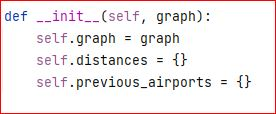 def __init__(self, graph):
    self.graph = graph
    self.distances = {}
    self.previous_airports = {}